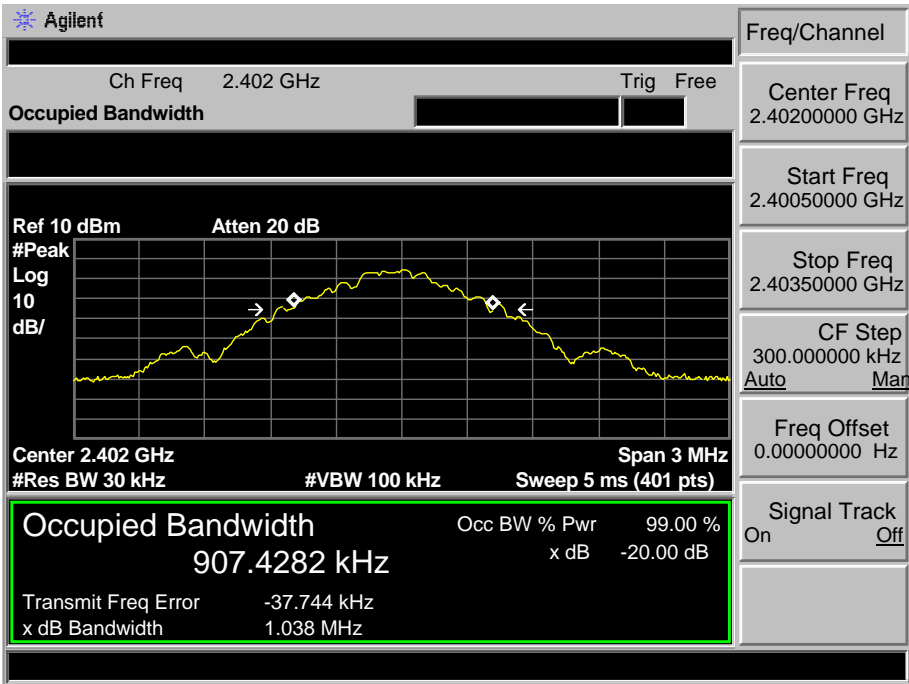 Agilent
Freq/Channel
Ch Freq 2.402 GHz Trig Free
Occupied Bandwidth
Center Freq
2.40200000 GHz
Start Freq
2.40050000 GHz
Stop Freq
2.40350000 GHz
CF Step
300.000000 kHz
Auto Man
Freq Offset
0.00000000 Hz
Signal Track
On Off
Ref 10 dBm Atten 20 dB
#Peak
Log
10
dB/
Center 2.402 GHz Span 3 MHz
#Res BW 30 kHz #VBW 100 kHz Sweep 5 ms (401 pts)
Occupied Bandwidth Occ BW % Pwr 99.00 %
907.4282 kHz x dB -20.00 dB
Transmit Freq Error -37.744 kHz
x dB Bandwidth 1.038 MHz